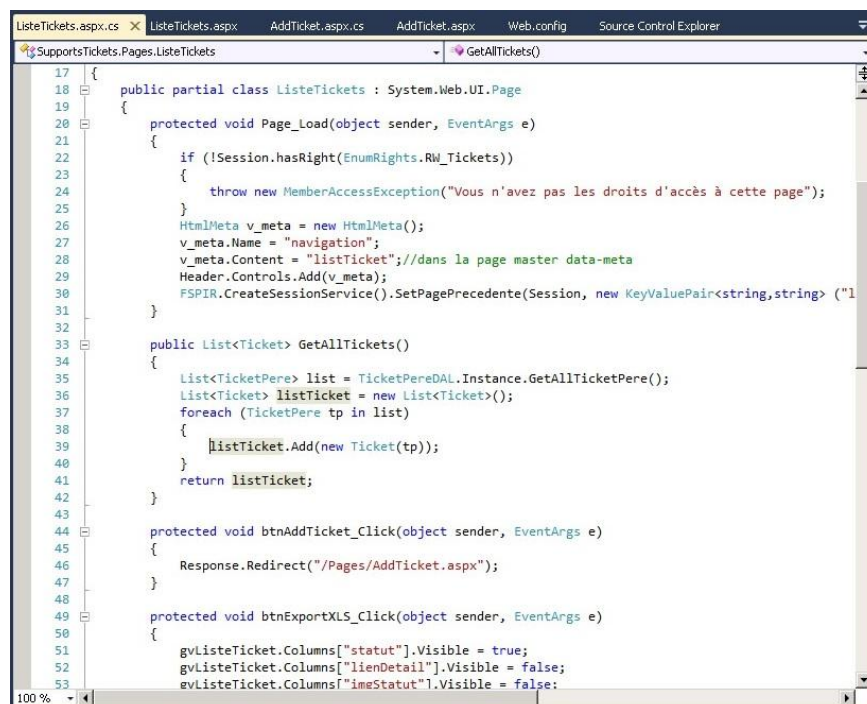 ListeTickets.aspx.cs ListeTickets.aspx AddTicket.aspx.cs AddTicket.aspx Web.config Source Control Explorer
SupportsTickets.Pages.ListeTickets GetAllTickets()
17 {
18 public partial class ListeTickets : System.Web.UI.Page
19 {
20 protected void Page_Load(object sender, EventArgs e)
21 {
22 if (!Session.hasRight(EnumRights.RW_Tickets))
23 {
24 throw new MemberAccessException("Vous n'avez pas les droits d'accès à cette page");
25 }
26 HtmlMeta v_meta = new HtmlMeta();
27 v_meta.Name = "navigation";
28 v_meta.Content = "listTicket";//dans la page master data-meta
29 Header.Controls.Add(v_meta);
30 FSPIR.CreateSessionService().SetPagePrecedente(Session, new KeyValuePair<string,string> ("l
31 }
32
33 public List<Ticket> GetAllTickets()
34 {
35 List<TicketPere> list = TicketPereDAL.Instance.GetAllTicketPere();
36 List<Ticket> listTicket = new List<Ticket>();
37 foreach (TicketPere tp in list)
38 {
39 listTicket.Add(new Ticket(tp));
40 }
41 return listTicket;
42 }
43
44 protected void btnAddTicket_Click(object sender, EventArgs e)
45 {
46 Response.Redirect("/Pages/AddTicket.aspx");
47 }
48
49 protected void btnExportXLS_Click(object sender, EventArgs e)
50 {
51 gvListeTicket.Columns["statut"].Visible = true;
52 gvListeTicket.Columns["lienDetail"].Visible = false;
53 gvListeTicket.Columns["imgStatut"].Visible = false;
100 %